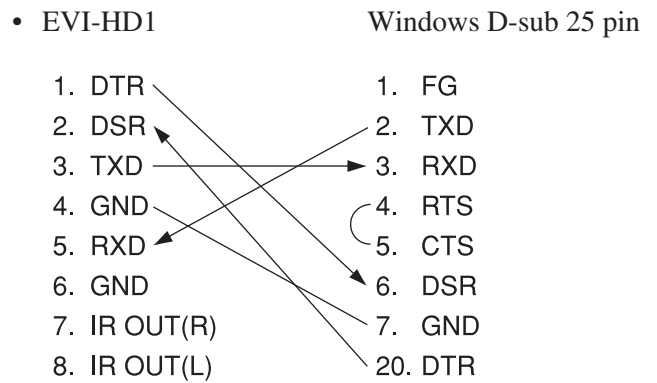 • EVI-HD1 Windows D-sub 25 pin
1. DTR 1. FG
2. DSR 2. TXD
3. TXD 3. RXD
4. GND 4. RTS
5. RXD 5. CTS
6. GND 6. DSR
7. IR OUT(R) 7. GND
8. IR OUT(L) 20. DTR